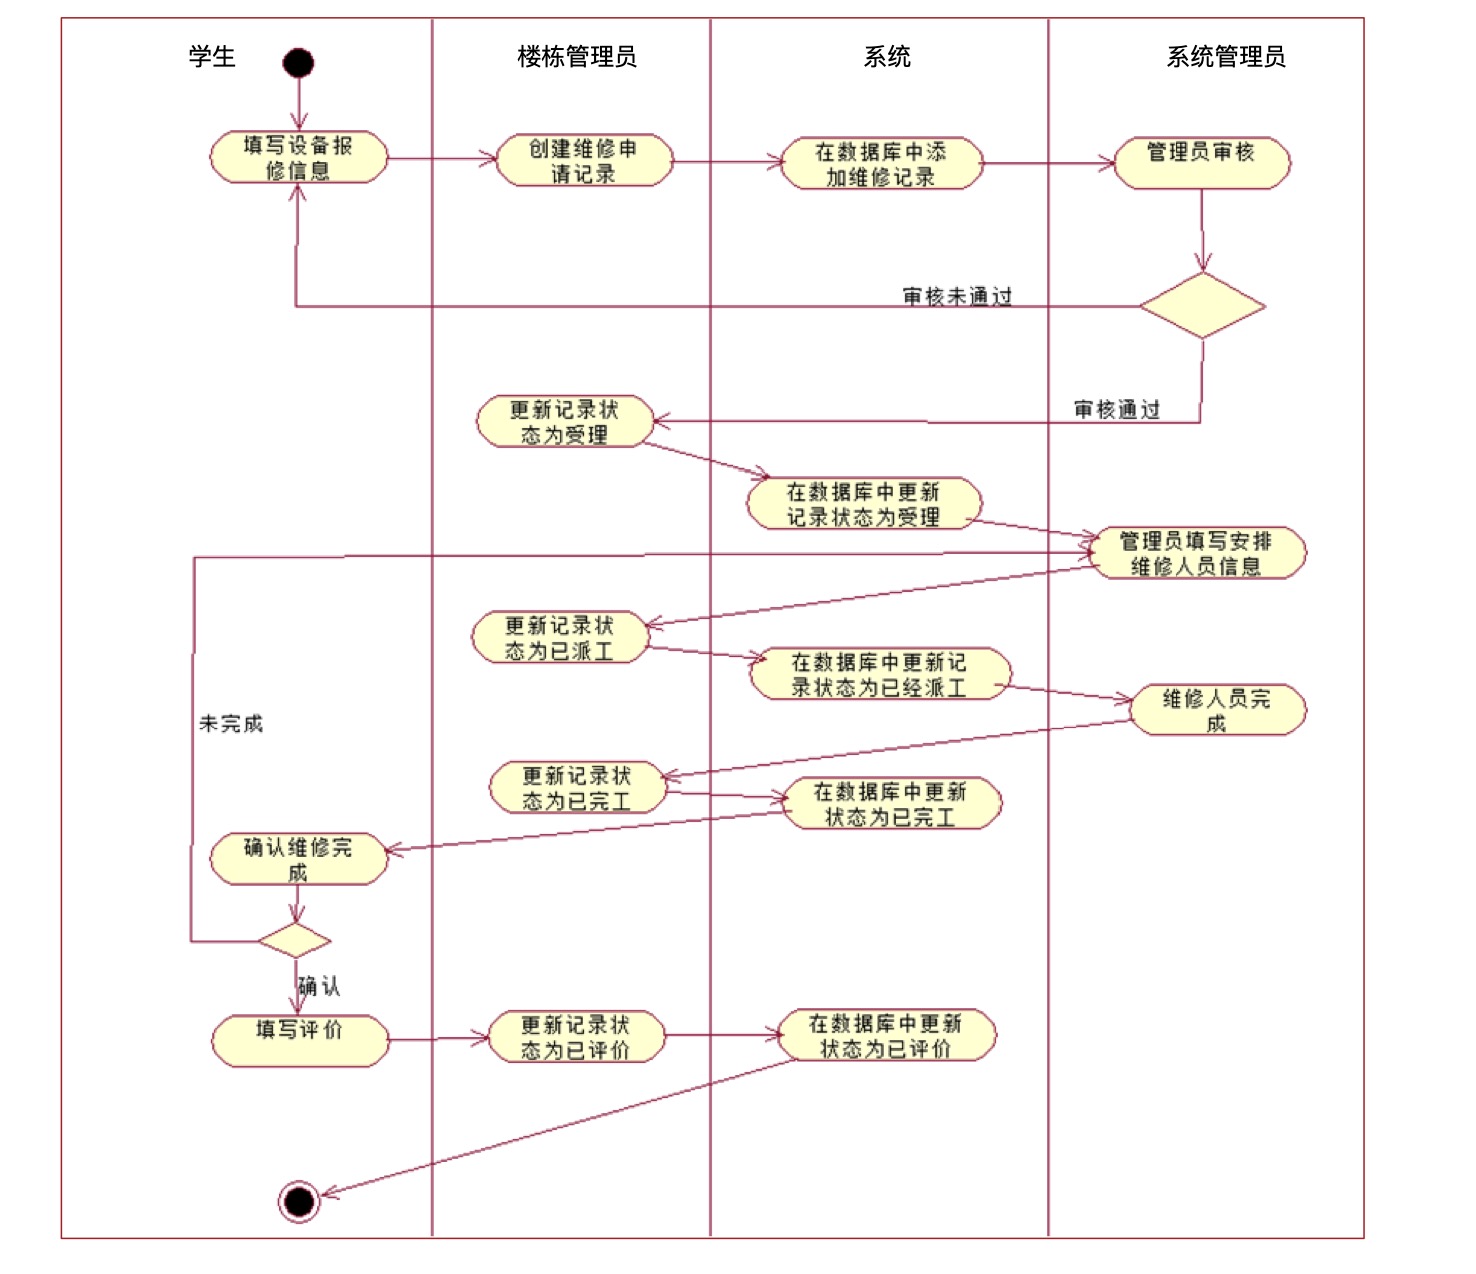 学生
楼栋管理员
系统
系统管理员
填写设备报
修信息
创建维修申
请记录
在数据库中添
加维修记录
管理员审核
审核未通过
审核通过
更新记录状
态为受理
在数据库中更新
记录状态为受理
管理员填写安排
维修人员信息
更新记录状
态为已派工
在数据库中更新记
录状态为已经派工
维修人员完
成
未完成
更新记录状
态为已完工
在数据库中更新
状态为已完工
确认维修完
成
确认
填写评价
更新记录状
态为已评价
在数据库中更新
状态为已评价